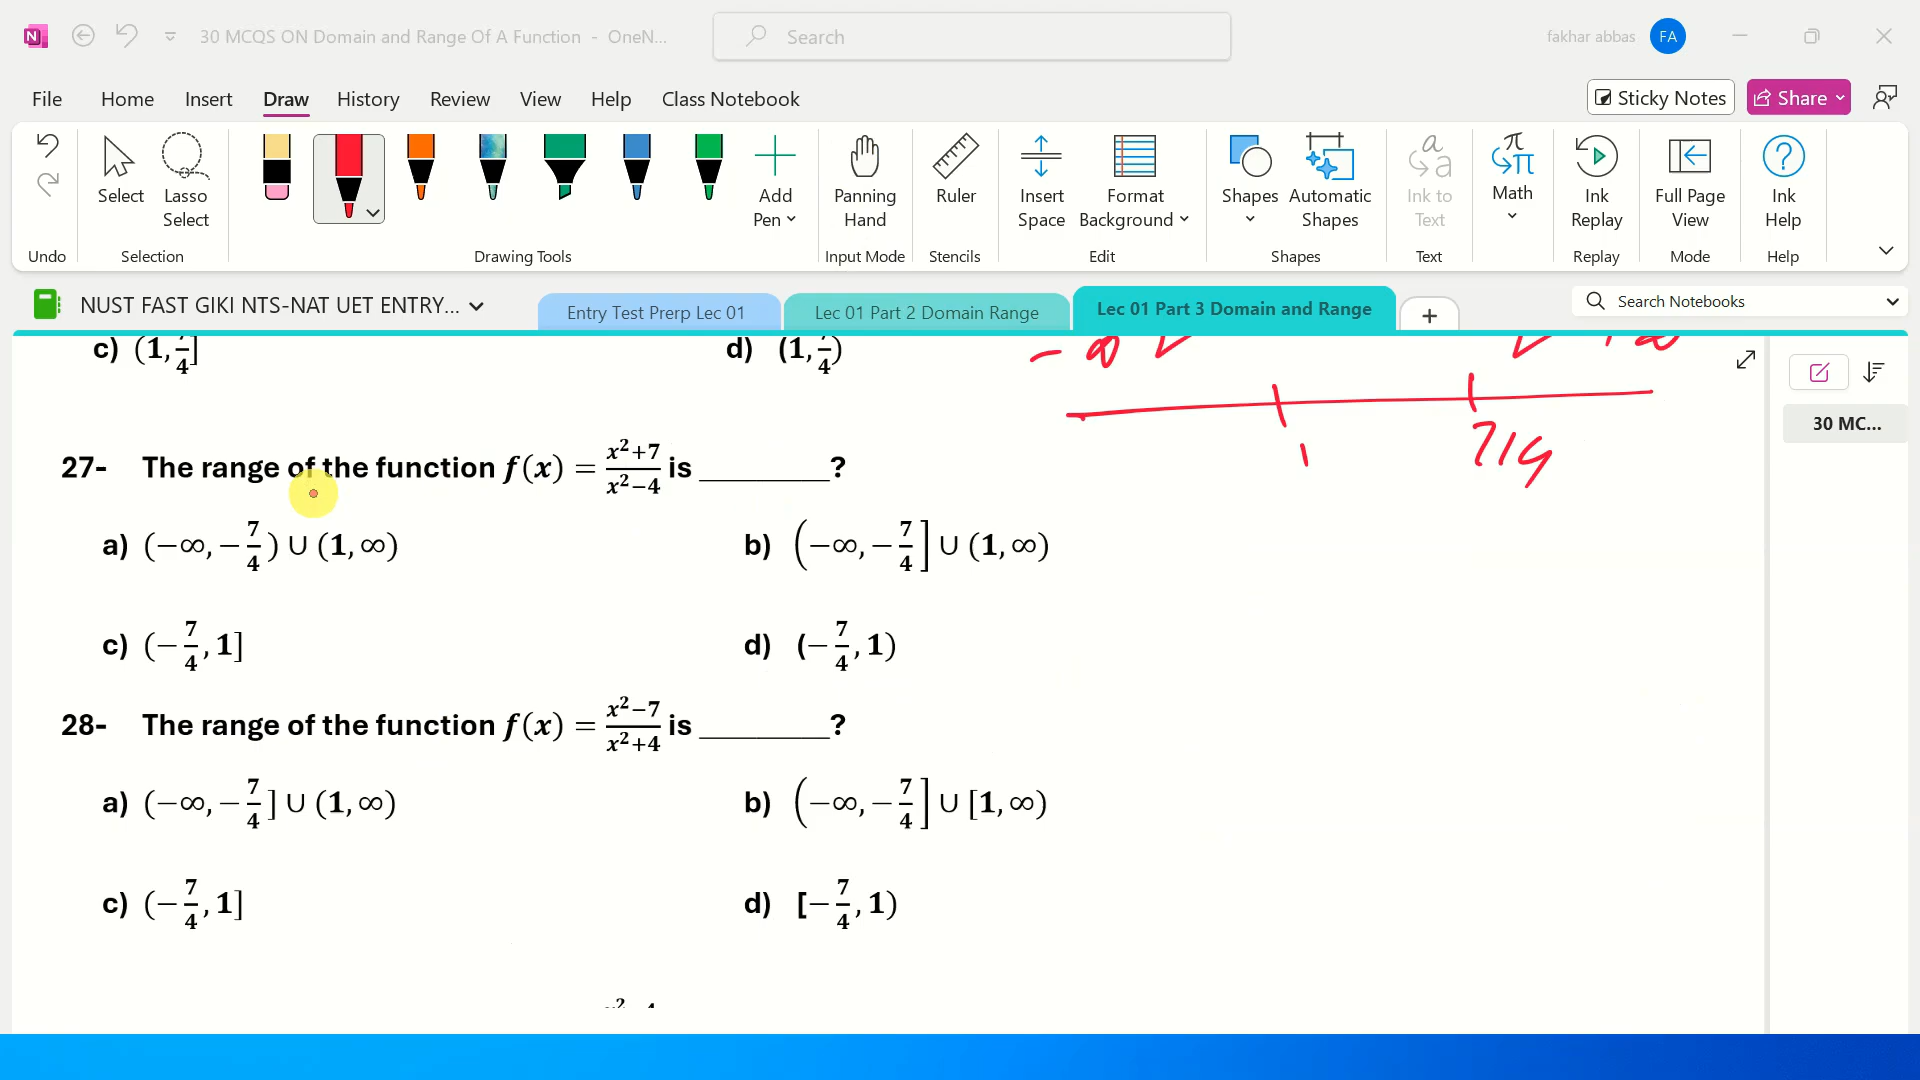 30 MCQS ON Domain and Range Of A Function - OneN...
Search
fakhar abbas FA
File Home Insert Draw History Review View Help Class Notebook
Sticky Notes Share
Undo
Select Lasso Select Selection
Drawing Tools
Add Pen
Panning Hand Input Mode
Ruler Stencils
Insert Space Format Background Edit
Shapes Automatic Shapes Shapes
Ink to Text Text
Math
Ink Replay Replay
Full Page View Mode
Ink Help Help
NUST FAST GIKI NTS-NAT UET ENTRY...
Entry Test Prerp Lec 01 Lec 01 Part 2 Domain Range Lec 01 Part 3 Domain and Range +
Search Notebooks
30 MC...
c) (1, 7/4] d) (1, 7/4)
- ∞
1 7/4
27- The range of the function f(x) = x²+7/x²−4 is ________?
a) (−∞, −7/4) ∪ (1, ∞) b) (−∞, −7/4] ∪ (1, ∞)
c) (−7/4, 1] d) (−7/4, 1)
28- The range of the function f(x) = x²−7/x²+4 is ________?
a) (−∞, −7/4] ∪ (1, ∞) b) (−∞, −7/4] ∪ [1, ∞)
c) (−7/4, 1] d) [−7/4, 1)